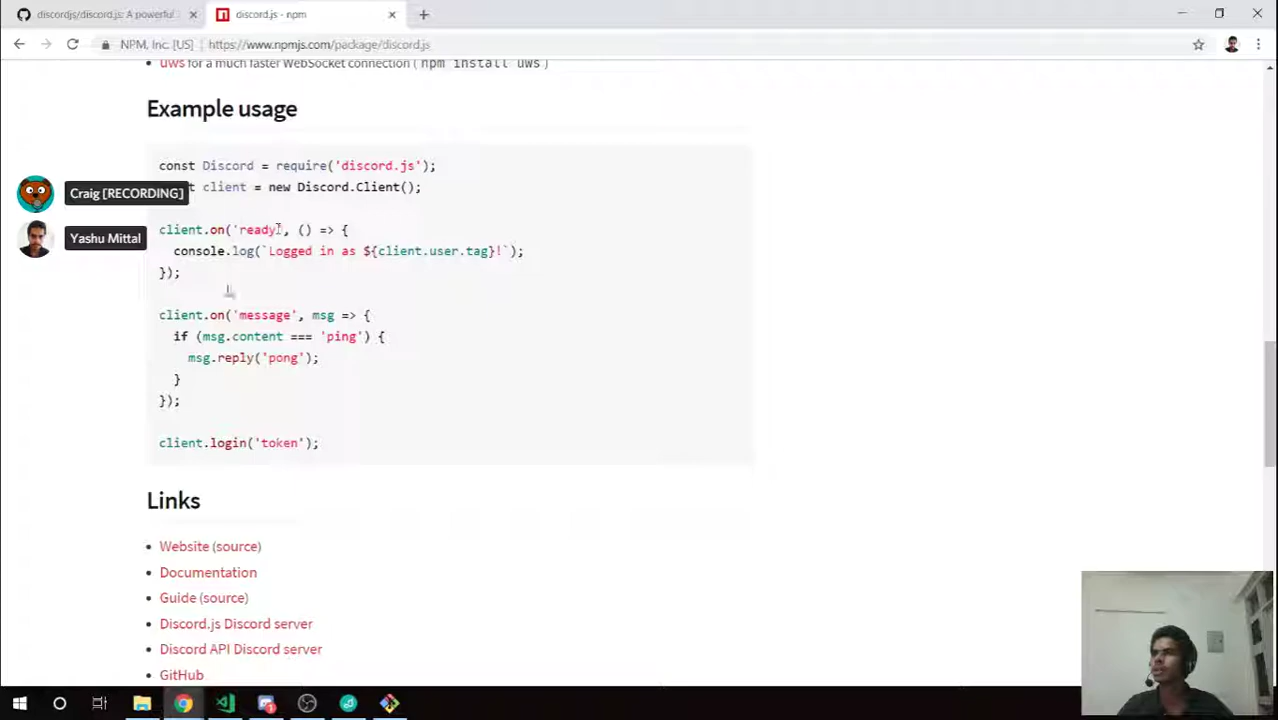 discordjs/discord.js: A powerful
discord.js - npm
NPM, Inc. [US] | https://www.npmjs.com/package/discord.js
• uws for a much faster WebSocket connection ( npm install uws )
Example usage
const Discord = require('discord.js');
client = new Discord.Client();
client.on('ready', () => {
console.log(`Logged in as ${client.user.tag}!`);
});
client.on('message', msg => {
if (msg.content === 'ping') {
msg.reply('pong');
}
});
client.login('token');
Craig [RECORDING]
Yashu Mittal
Links
• Website (source)
• Documentation
• Guide (source)
• Discord.js Discord server
• Discord API Discord server
• GitHub